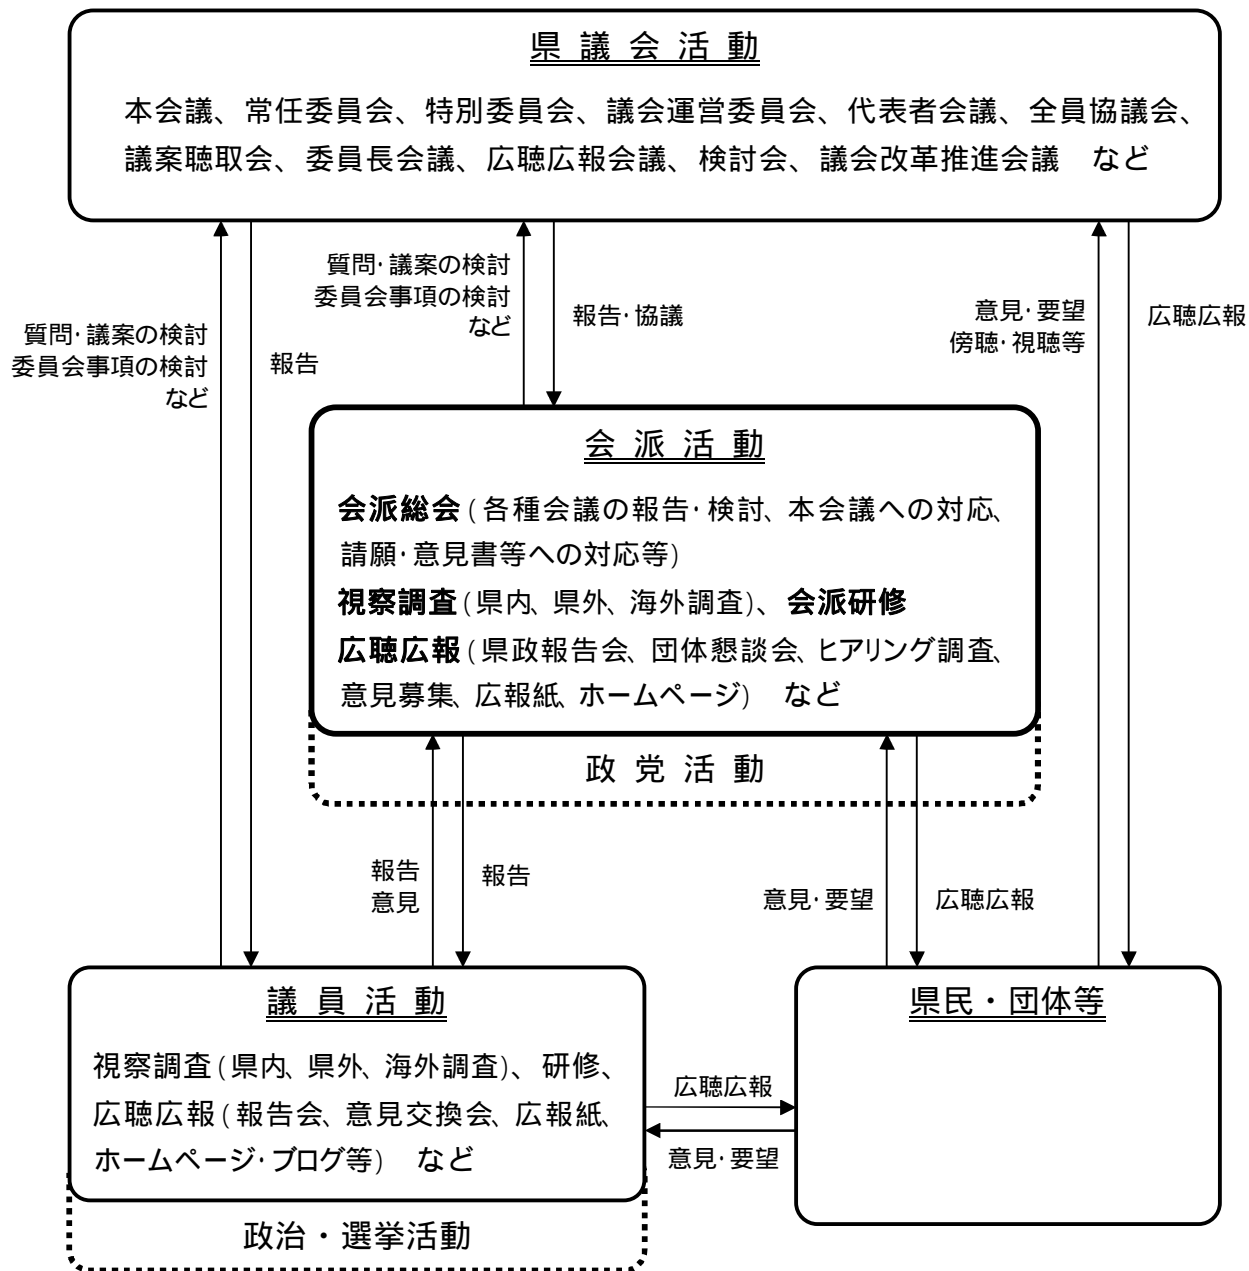 県議会活動
本会議、常任委員会、特別委員会、議会運営委員会、代表者会議、全員協議会、
議案聴取会、委員長会議、広聴広報会議、検討会、議会改革推進会議　など
質問・議案の検討
委員会事項の検討
など
報告
質問・議案の検討
委員会事項の検討
など
報告・協議
意見・要望
傍聴・視聴等
広聴広報
会派活動
会派総会(各種会議の報告・検討、本会議への対応、
請願・意見書等への対応等)
視察調査(県内、県外、海外調査)、会派研修
広聴広報(県政報告会、団体懇談会、ヒアリング調査、
意見募集、広報紙、ホームページ)　など
政党活動
報告
意見
報告
意見・要望
広聴広報
議員活動
視察調査(県内、県外、海外調査)、研修、
広聴広報(報告会、意見交換会、広報紙、
ホームページ・ブログ等)　など
政治・選挙活動
広聴広報
意見・要望
県民・団体等